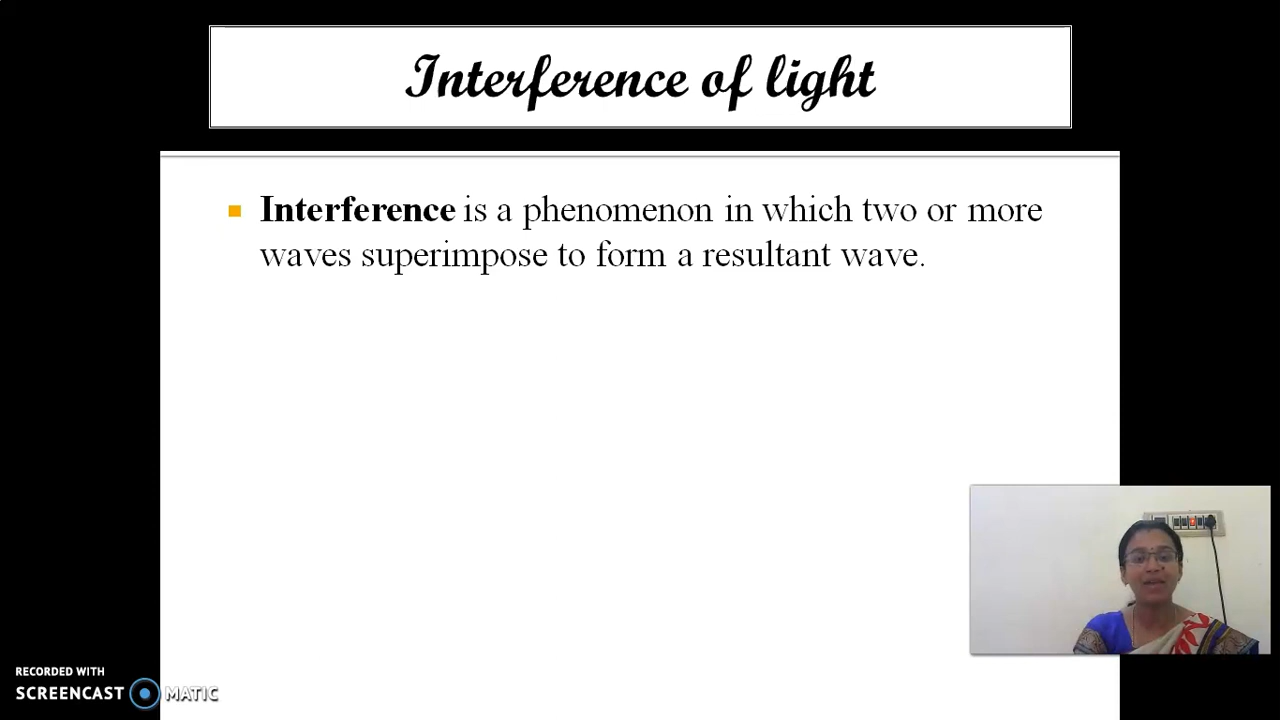 Interference of light
Interference is a phenomenon in which two or more
waves superimpose to form a resultant wave.
RECORDED WITH
SCREENCAST MATIC